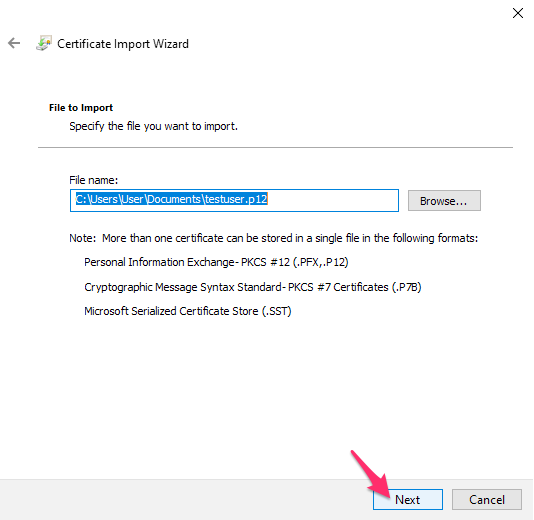 Certificate Import Wizard
File to Import
Specify the file you want to import.
File name:
C:\Users\User\Documents\testuser.p12
Browse...
Note:  More than one certificate can be stored in a single file in the following formats:
Personal Information Exchange- PKCS #12 (.PFX,.P12)
Cryptographic Message Syntax Standard- PKCS #7 Certificates (.P7B)
Microsoft Serialized Certificate Store (.SST)
Next
Cancel